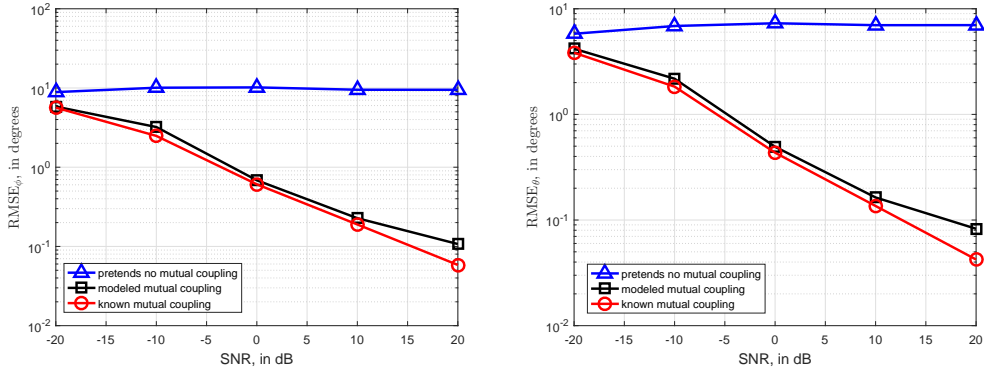 10^2
10^1
10^0
10^-1
10^-2
RMSE_ϕ, in degrees
pretends no mutual coupling
modeled mutual coupling
known mutual coupling
-20 -15 -10 -5 0 5 10 15 20
SNR, in dB
10^1
10^0
10^-1
10^-2
RMSE_θ, in degrees
pretends no mutual coupling
modeled mutual coupling
known mutual coupling
-20 -15 -10 -5 0 5 10 15 20
SNR, in dB